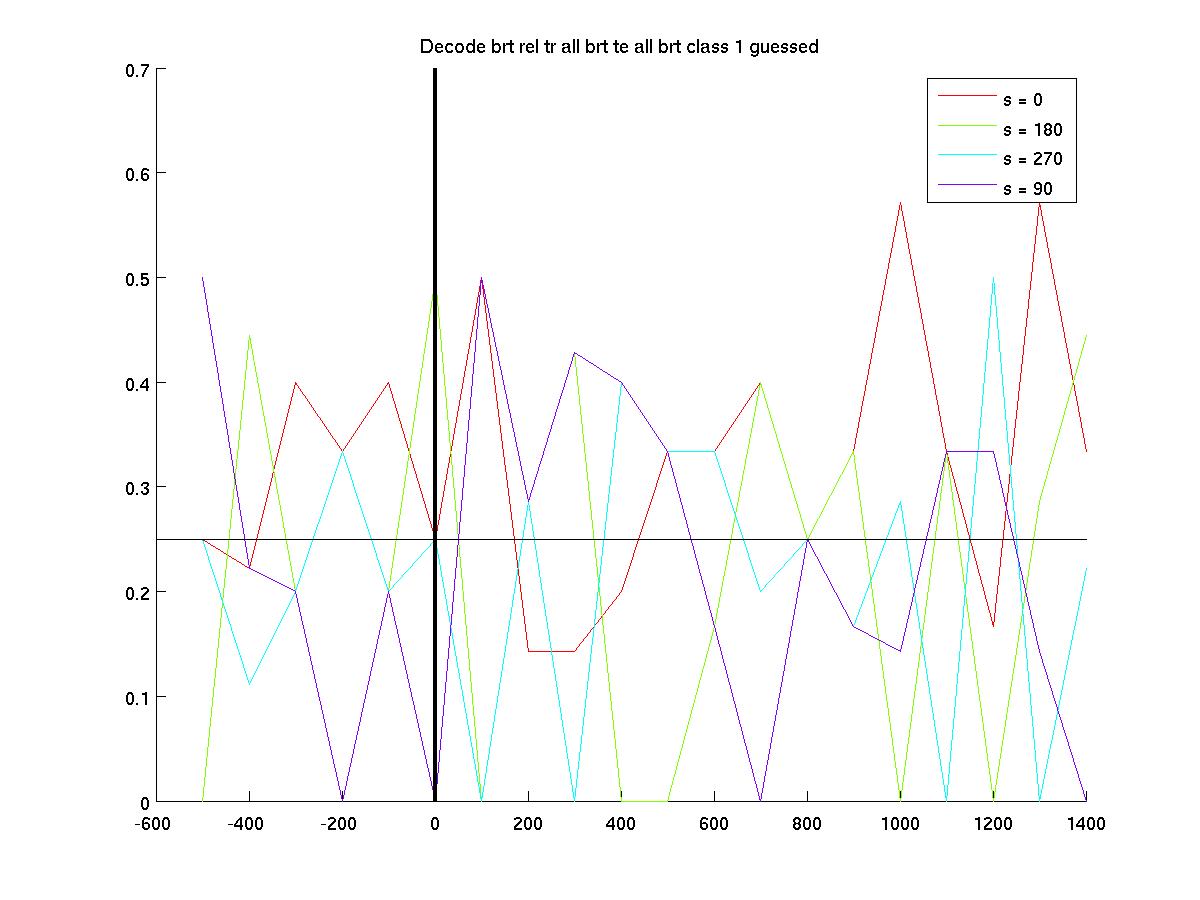 Decode brt rel tr all brt te all brt class 1 guessed
0.7
s = 0
s = 180
s = 270
s = 90
0.6
0.5
0.4
0.3
0.2
0.1
0
-600 -400 -200 0 200 400 600 800 1000 1200 1400